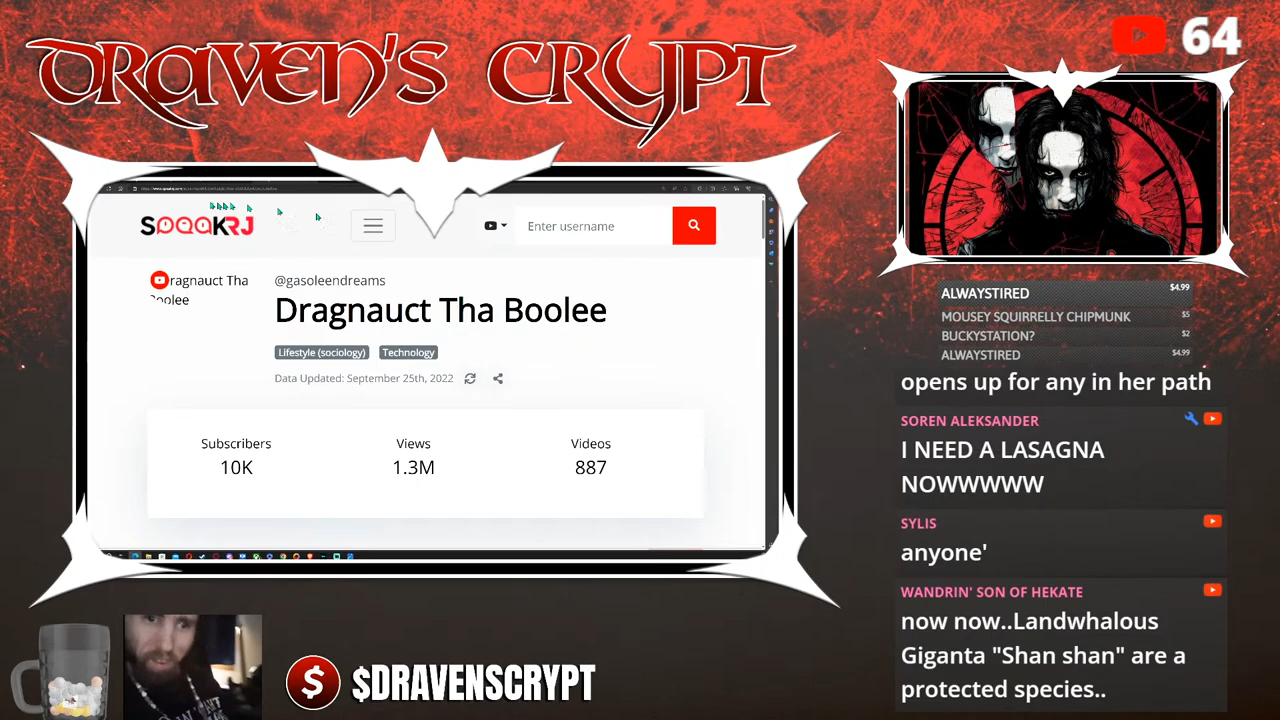 DRAVEN'S CRYPT
64
SPEAKRJ
Enter username
Dragnauct Tha
Boolee
@gasoleendreams
Dragnauct Tha Boolee
Lifestyle (sociology) Technology
Data Updated: September 25th, 2022
Subscribers Views Videos
10K 1.3M 887
ALWAYSTIRED $4.99
MOUSEY SQUIRRELLY CHIPMUNK $5
BUCKYSTATION? $2
ALWAYSTIRED $4.99
opens up for any in her path
SOREN ALEKSANDER
I NEED A LASAGNA
NOWWWWW
SYLIS
anyone'
WANDRIN' SON OF HEKATE
now now..Landwhalous
Giganta "Shan shan" are a
protected species..
$ $DRAVENSCRYPT